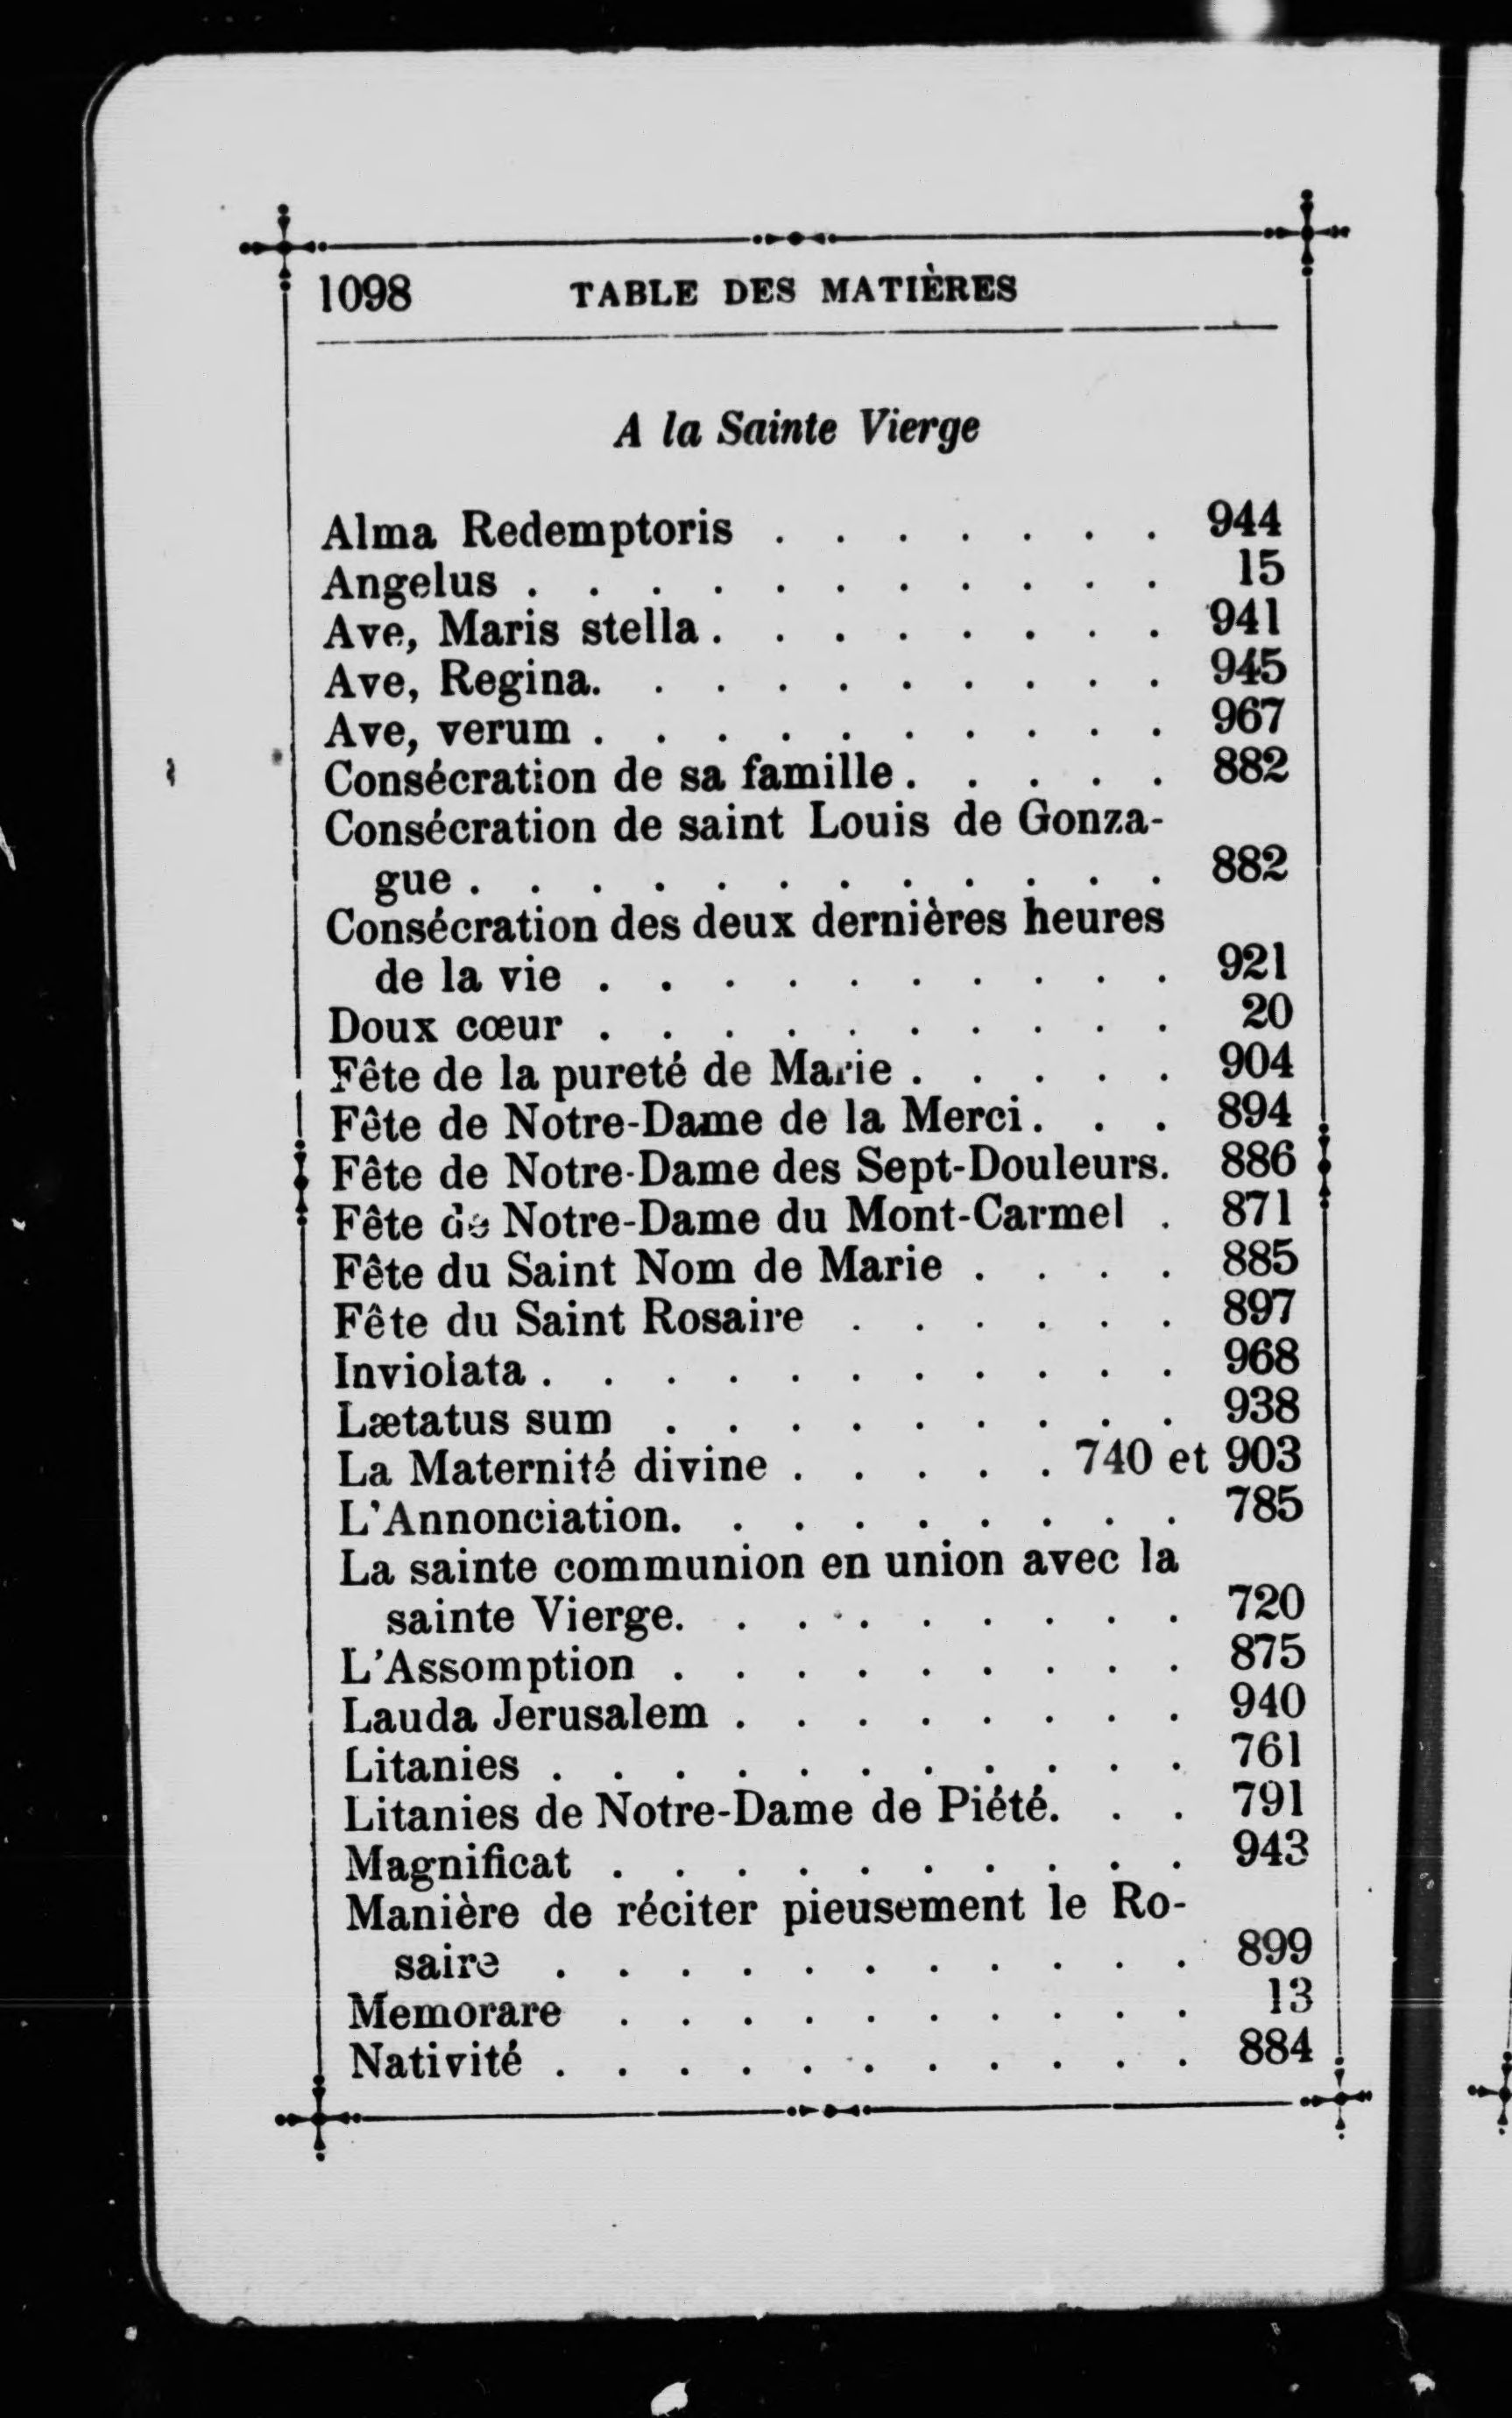 1098 TABLE DES MATIÈRES
A la Sainte Vierge
Alma Redemptoris . . . . . . . 944
Angelus . . . . . . . . . . . 15
Ave, Maris stella . . . . . . . . 941
Ave, Regina. . . . . . . . . . 945
Ave, verum . . . . . . . . . . 967
Consécration de sa famille . . . . . 882
Consécration de saint Louis de Gonza-
gue . . . . . . . . . . . . 882
Consécration des deux dernières heures
de la vie . . . . . . . . . . 921
Doux cœur . . . . . . . . . . 20
Fête de la pureté de Marie . . . . . 904
Fête de Notre-Dame de la Merci . . . 894
Fête de Notre-Dame des Sept-Douleurs. 886
Fête de Notre-Dame du Mont-Carmel . 871
Fête du Saint Nom de Marie . . . . 885
Fête du Saint Rosaire . . . . . . 897
Inviolata . . . . . . . . . . . 968
Lætatus sum . . . . . . . . . 938
La Maternité divine . . . . . 740 et 903
L'Annonciation. . . . . . . . . 785
La sainte communion en union avec la
sainte Vierge. . . . . . . . . 720
L'Assomption . . . . . . . . . 875
Lauda Jerusalem . . . . . . . . 940
Litanies . . . . . . . . . . . 761
Litanies de Notre-Dame de Piété. . . 791
Magnificat . . . . . . . . . . 943
Manière de réciter pieusement le Ro-
saire . . . . . . . . . . . 899
Memorare . . . . . . . . . . 13
Nativité . . . . . . . . . . . 884